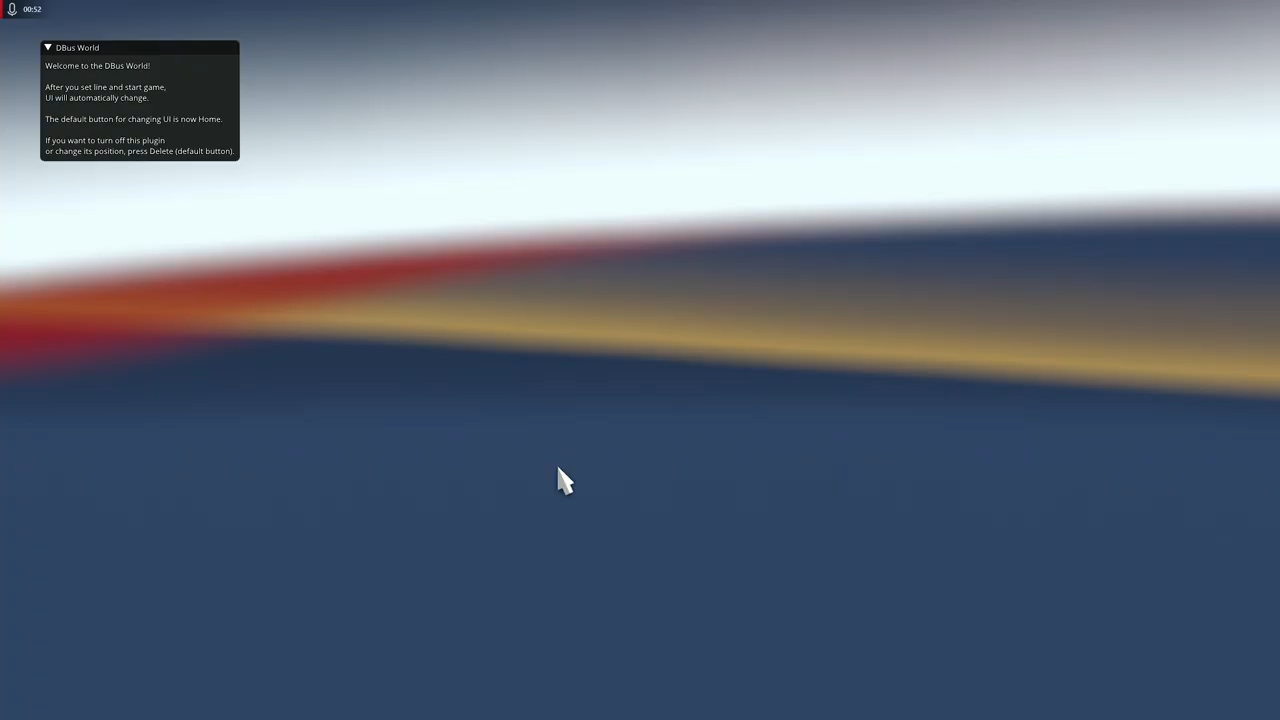 00:52
DBus World
Welcome to the DBus World!
After you set line and start game,
UI will automatically change.
The default button for changing UI is now Home.
If you want to turn off this plugin
or change its position, press Delete (default button).